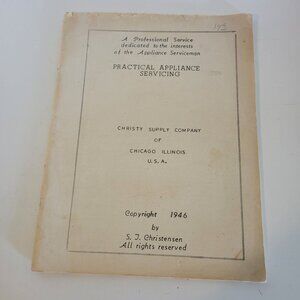 A Professional Service
dedicated to the interests
of the Appliance Serviceman
PRACTICAL APPLIANCE
SERVICING
CHRISTY SUPPLY COMPANY
OF
CHICAGO ILLINOIS
U.S.A.
Copyright 1946
by
S. J. Christensen
All rights reserved